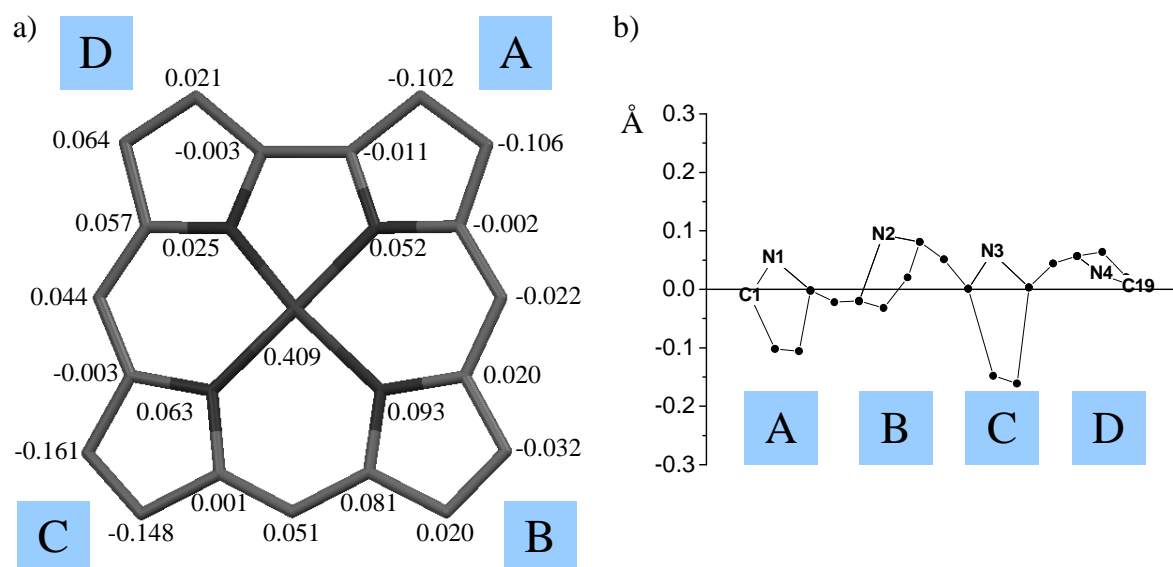 a)
D
A
0.021
-0.102
0.064
-0.003
-0.011
-0.106
0.057
0.025
0.052
-0.002
0.044
-0.022
0.409
-0.003
0.063
0.093
0.020
-0.161
-0.032
0.001
0.081
-0.148
0.051
0.020
C
B
b)
Å
0.3
0.2
0.1
0.0
-0.1
-0.2
-0.3
C1
N1
N2
N3
N4
C19
A
B
C
D